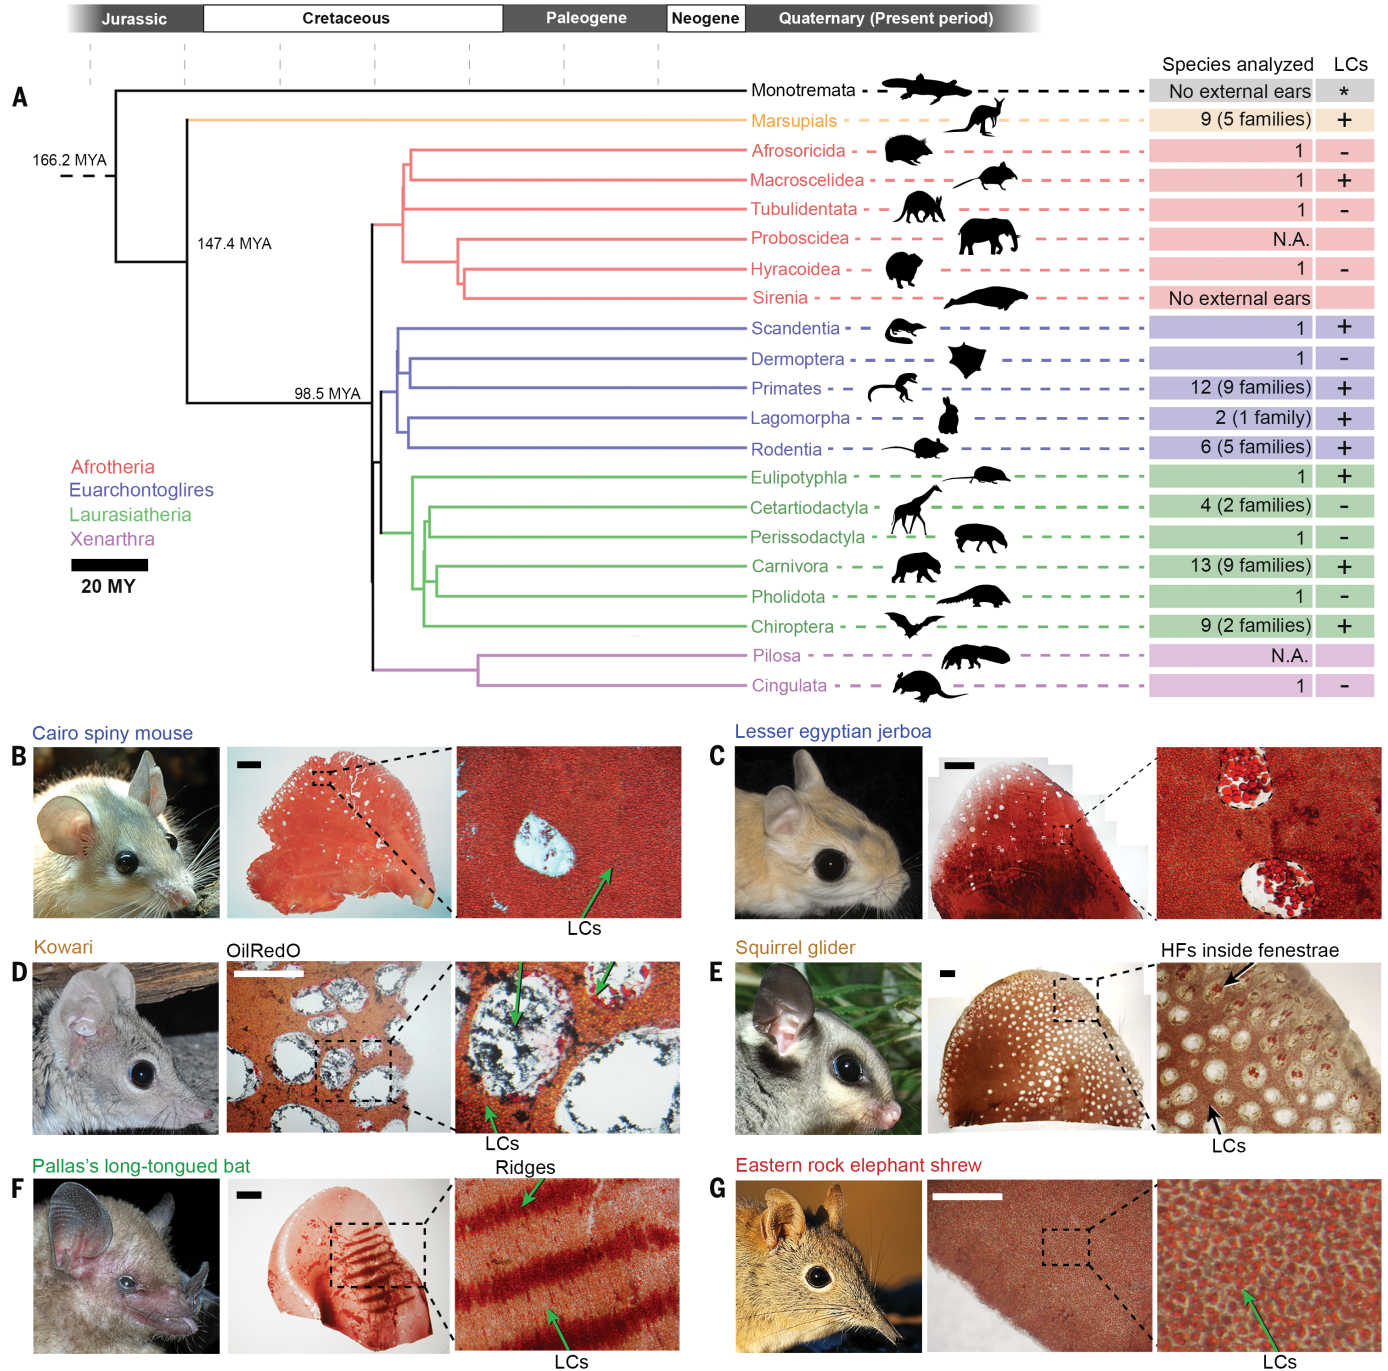 Jurassic Cretaceous Paleogene Neogene Quaternary (Present period)
Species analyzed LCs
A
Monotremata No external ears *
Marsupials 9 (5 families) +
Afrosoricida 1 -
166.2 MYA
Macroscelidea 1 +
Tubulidentata 1 -
Proboscidea N.A.
147.4 MYA
Hyracoidea 1 -
Sirenia No external ears
Scandentia 1 +
Dermoptera 1 -
98.5 MYA
Primates 12 (9 families) +
Lagomorpha 2 (1 family) +
Rodentia 6 (5 families) +
Afrotheria
Eulipotyphla 1 +
Euarchontoglires
Cetartiodactyla 4 (2 families) -
Laurasiatheria
Perissodactyla 1 -
Xenarthra
Carnivora 13 (9 families) +
20 MY
Pholidota 1 -
Chiroptera 9 (2 families) +
Pilosa N.A.
Cingulata 1 -
Cairo spiny mouse
B
LCs
Lesser egyptian jerboa
C
Kowari
OilRedO
D
LCs
Squirrel glider
HFs inside fenestrae
E
LCs
Pallas's long-tongued bat
Ridges
F
LCs
Eastern rock elephant shrew
G
LCs